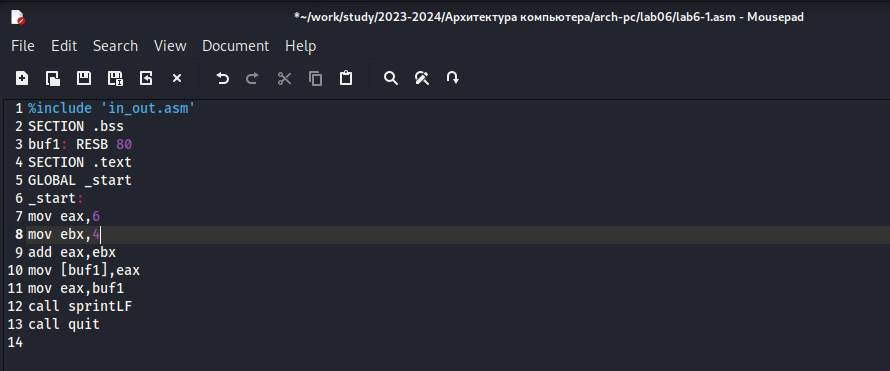 *~/work/study/2023-2024/Архитектура компьютера/arch-pc/lab06/lab6-1.asm - Mousepad
File Edit Search View Document Help
1 %include 'in_out.asm'
2 SECTION .bss
3 buf1: RESB 80
4 SECTION .text
5 GLOBAL _start
6 _start:
7 mov eax,6
8 mov ebx,4
9 add eax,ebx
10 mov [buf1],eax
11 mov eax,buf1
12 call sprintLF
13 call quit
14